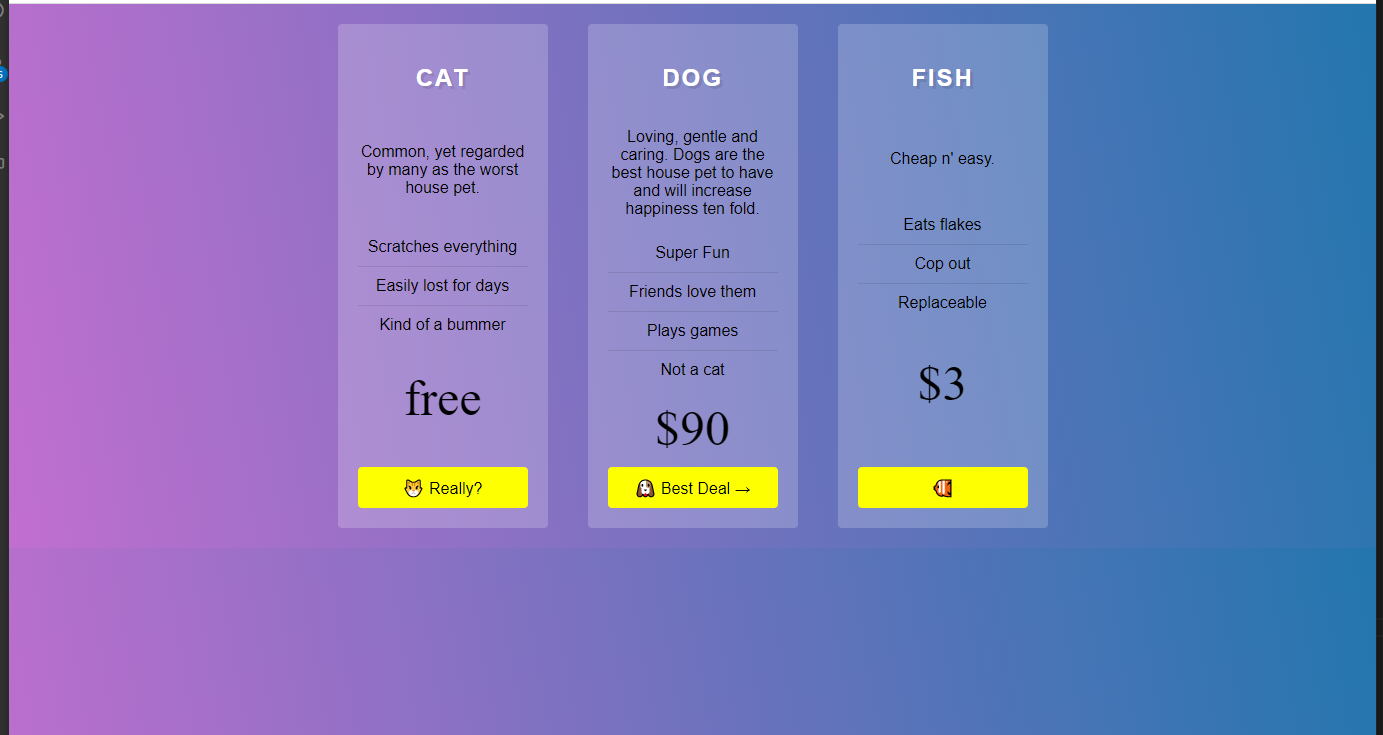 CAT
Common, yet regarded
by many as the worst
house pet.
Scratches everything
Easily lost for days
Kind of a bummer
free
Really?
DOG
Loving, gentle and
caring. Dogs are the
best house pet to have
and will increase
happiness ten fold.
Super Fun
Friends love them
Plays games
Not a cat
$90
Best Deal →
FISH
Cheap n' easy.
Eats flakes
Cop out
Replaceable
$3